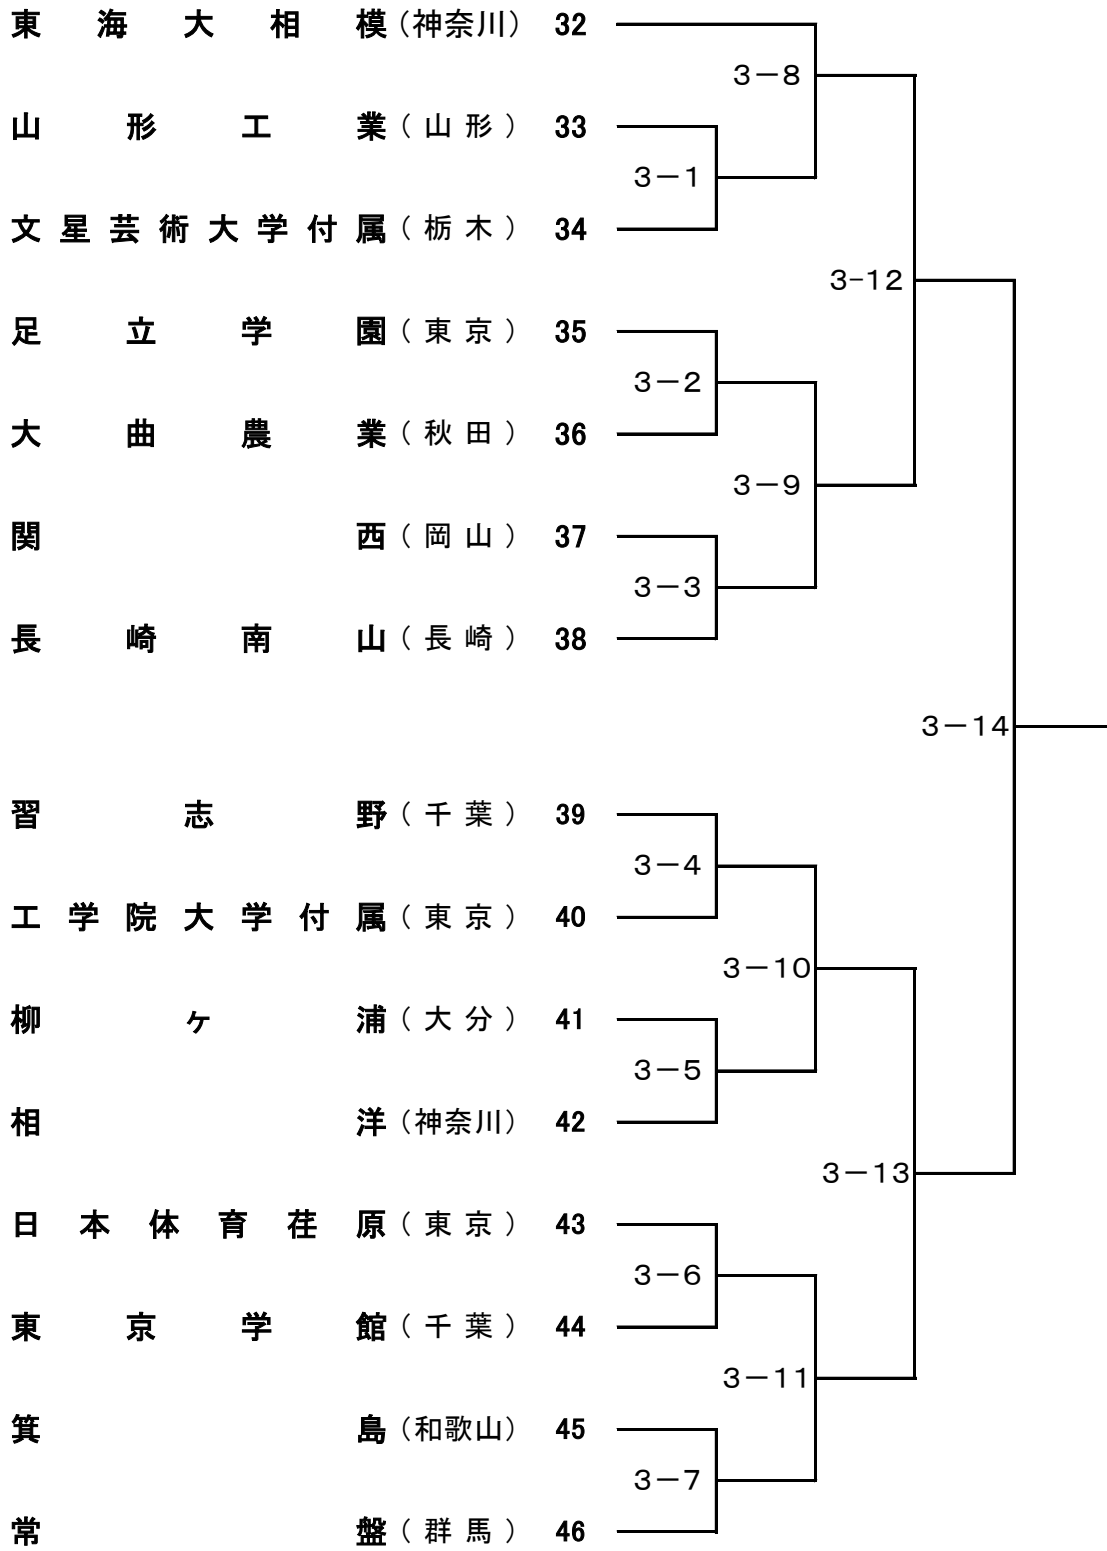 東海大相模（神奈川） 32
3－8
山形工業（山形） 33
3－1
文星芸術大学付属（栃木） 34
3-12
足立学園（東京） 35
3－2
大曲農業（秋田） 36
3－9
関西（岡山） 37
3－3
長崎南山（長崎） 38
3－14
習志野（千葉） 39
3－4
工学院大学付属（東京） 40
3－10
柳ヶ浦（大分） 41
3－5
相洋（神奈川） 42
3－13
日本体育荏原（東京） 43
3－6
東京学館（千葉） 44
3－11
箕島（和歌山） 45
3－7
常盤（群馬） 46